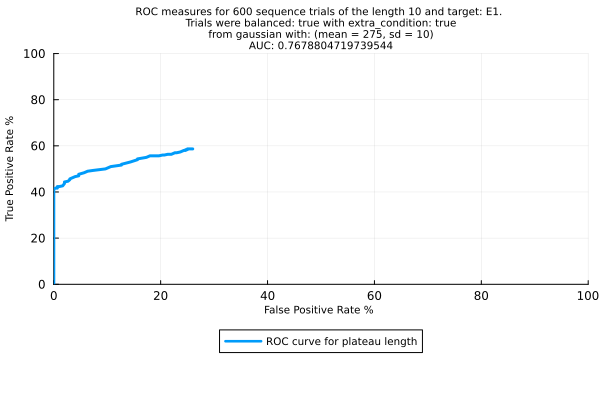 ROC measures for 600 sequence trials of the length 10 and target: E1.
Trials were balanced: true with extra_condition: true
from gaussian with: (mean = 275, sd = 10)
AUC: 0.7678804719739544
100
80
60
40
20
0
True Positive Rate %
0 20 40 60 80 100
False Positive Rate %
ROC curve for plateau length